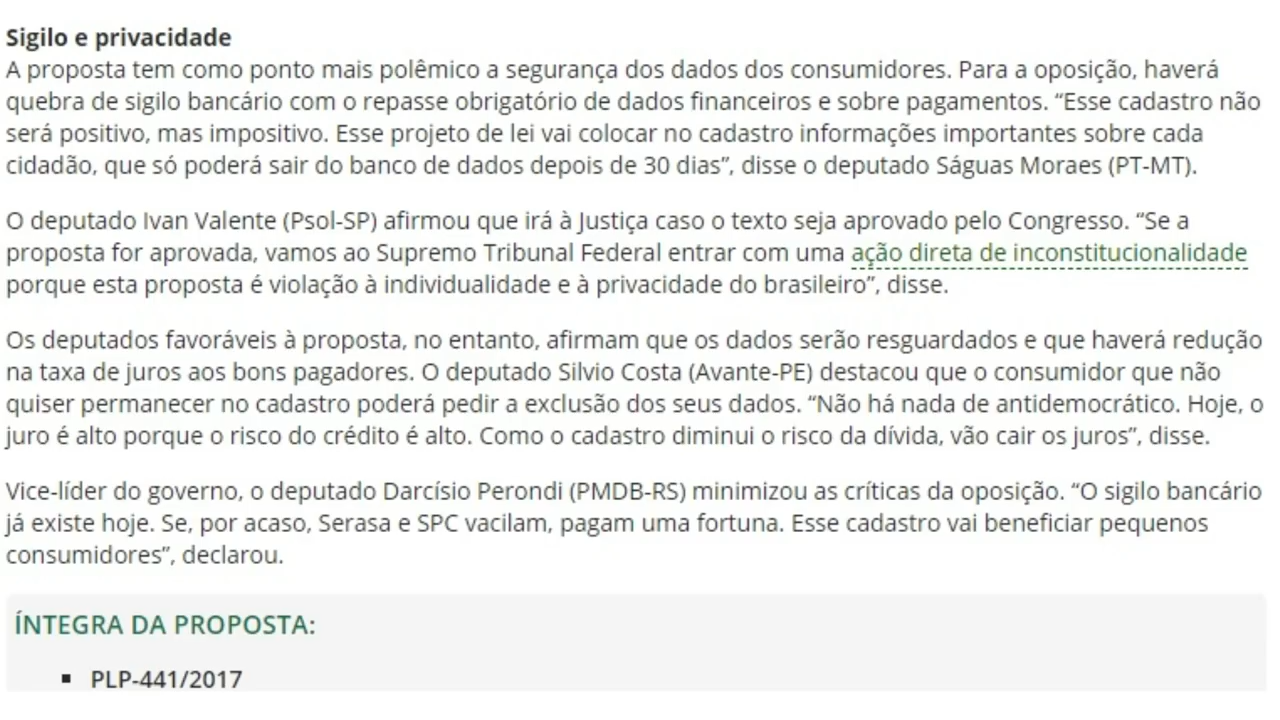 Sigilo e privacidade
A proposta tem como ponto mais polêmico a segurança dos dados dos consumidores. Para a oposição, haverá
quebra de sigilo bancário com o repasse obrigatório de dados financeiros e sobre pagamentos. “Esse cadastro não
será positivo, mas impositivo. Esse projeto de lei vai colocar no cadastro informações importantes sobre cada
cidadão, que só poderá sair do banco de dados depois de 30 dias”, disse o deputado Ságuas Moraes (PT-MT).
O deputado Ivan Valente (Psol-SP) afirmou que irá à Justiça caso o texto seja aprovado pelo Congresso. “Se a
proposta for aprovada, vamos ao Supremo Tribunal Federal entrar com uma ação direta de inconstitucionalidade
porque esta proposta é violação à individualidade e à privacidade do brasileiro”, disse.
Os deputados favoráveis à proposta, no entanto, afirmam que os dados serão resguardados e que haverá redução
na taxa de juros aos bons pagadores. O deputado Silvio Costa (Avante-PE) destacou que o consumidor que não
quiser permanecer no cadastro poderá pedir a exclusão dos seus dados. “Não há nada de antidemocrático. Hoje, o
juro é alto porque o risco do crédito é alto. Como o cadastro diminui o risco da dívida, vão cair os juros”, disse.
Vice-líder do governo, o deputado Darcísio Perondi (PMDB-RS) minimizou as críticas da oposição. “O sigilo bancário
já existe hoje. Se, por acaso, Serasa e SPC vacilam, pagam uma fortuna. Esse cadastro vai beneficiar pequenos
consumidores”, declarou.
ÍNTEGRA DA PROPOSTA:
▪ PLP-441/2017